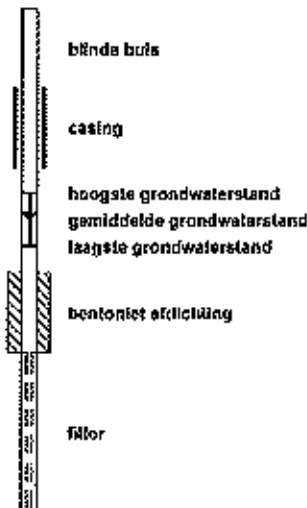 blinde buis
casing
hoogste grondwaterstand
gemiddelde grondwaterstand
laagste grondwaterstand
bentoniet afdichting
filter